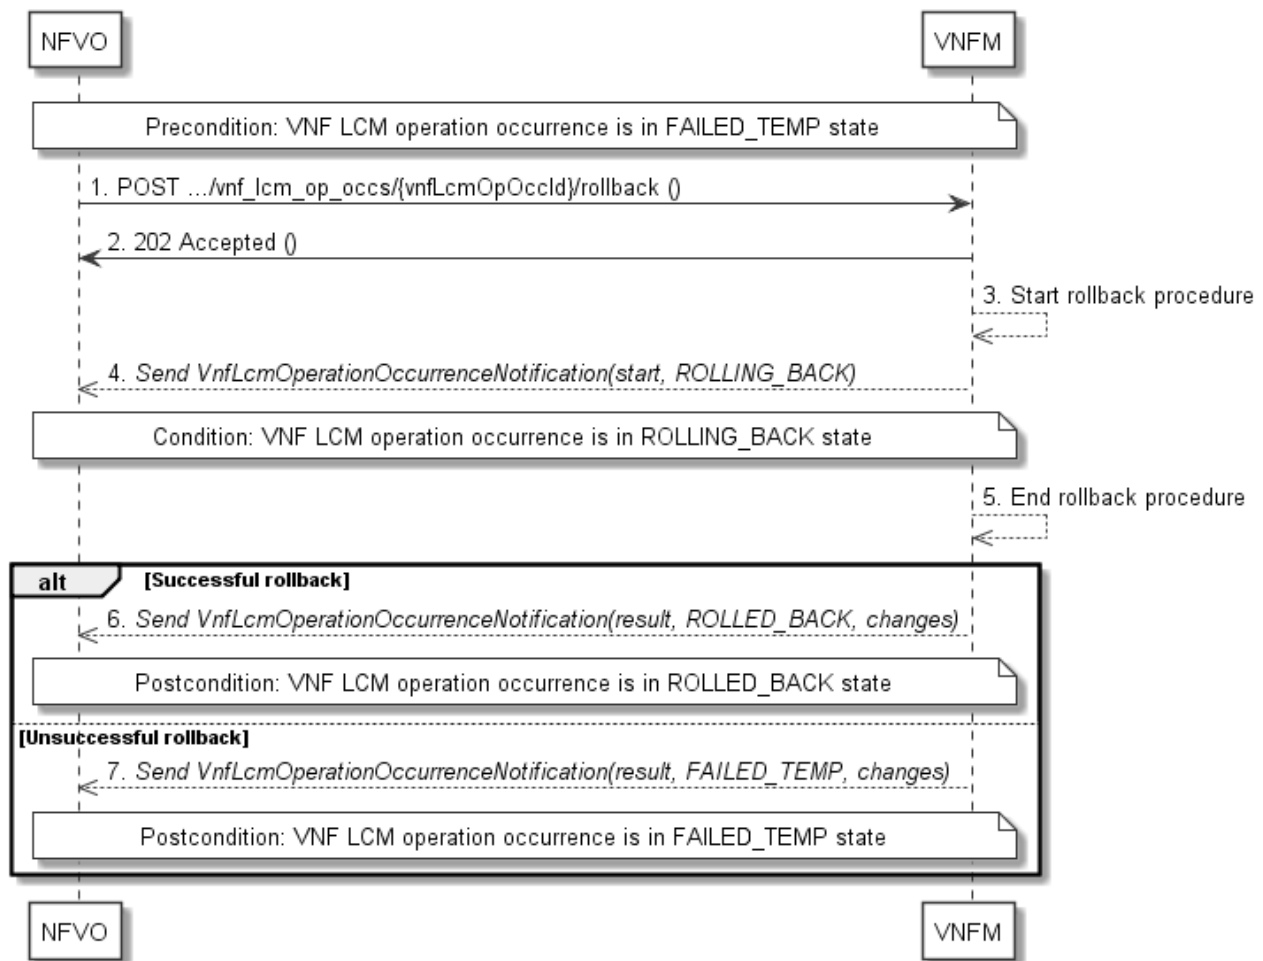 NFVO VNFM
Precondition: VNF LCM operation occurrence is in FAILED_TEMP state
1. POST .../vnf_lcm_op_occs/{vnfLcmOpOccId}/rollback ()
2. 202 Accepted ()
3. Start rollback procedure
4. Send VnfLcmOperationOccurrenceNotification(start, ROLLING_BACK)
Condition: VNF LCM operation occurrence is in ROLLING_BACK state
5. End rollback procedure
alt [Successful rollback]
6. Send VnfLcmOperationOccurrenceNotification(result, ROLLED_BACK, changes)
Postcondition: VNF LCM operation occurrence is in ROLLED_BACK state
[Unsuccessful rollback]
7. Send VnfLcmOperationOccurrenceNotification(result, FAILED_TEMP, changes)
Postcondition: VNF LCM operation occurrence is in FAILED_TEMP state
NFVO VNFM